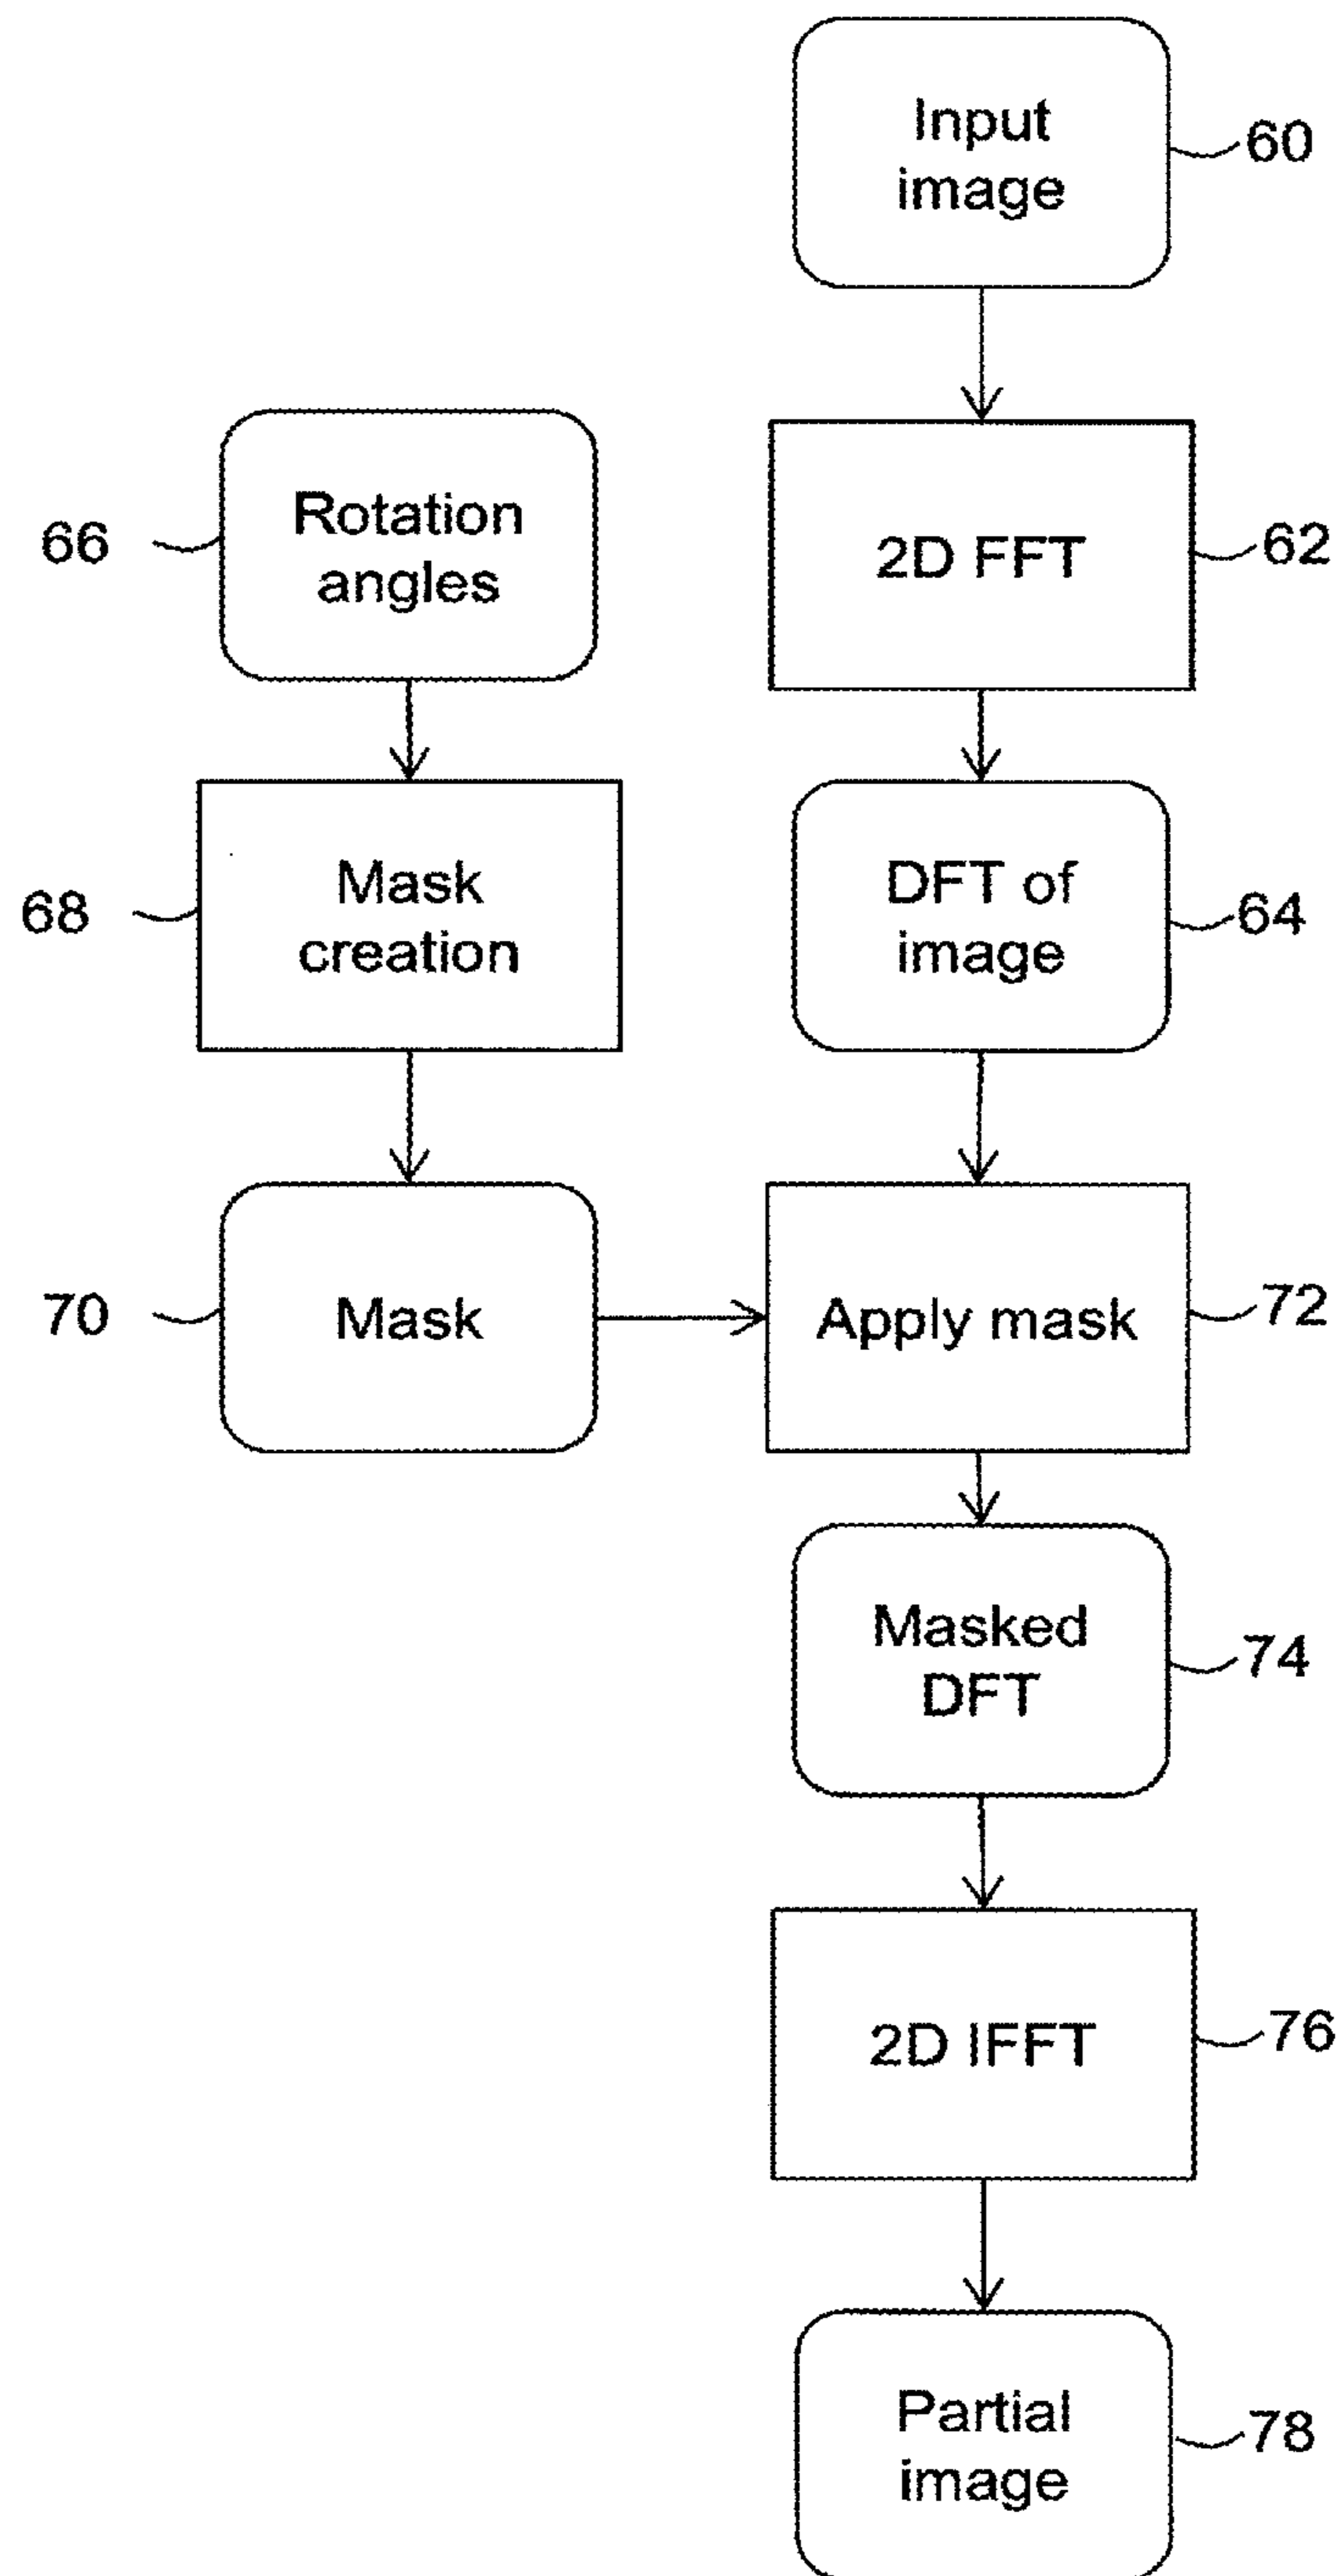 Input
image
60
Rotation
angles
66
2D FFT
62
Mask
creation
68
DFT of
image
64
Mask
70
Apply mask
72
Masked
DFT
74
2D IFFT
76
Partial
image
78